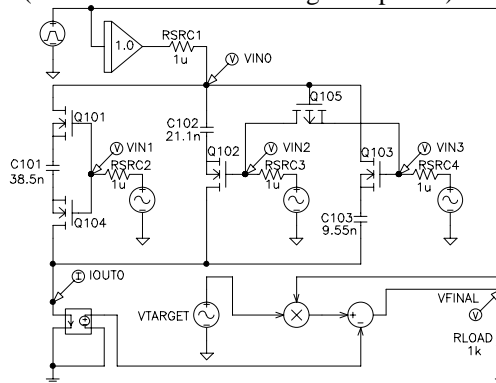 1.0
RSRC1
1u
VIN0
Q105
Q101
C102
21.1n
Q102
VIN1
VIN2
Q103
VIN3
C101
38.5n
RSRC2
1u
RSRC3
1u
RSRC4
1u
Q104
C103
9.55n
IOUT0
VTARGET
VFINAL
RLOAD
1k